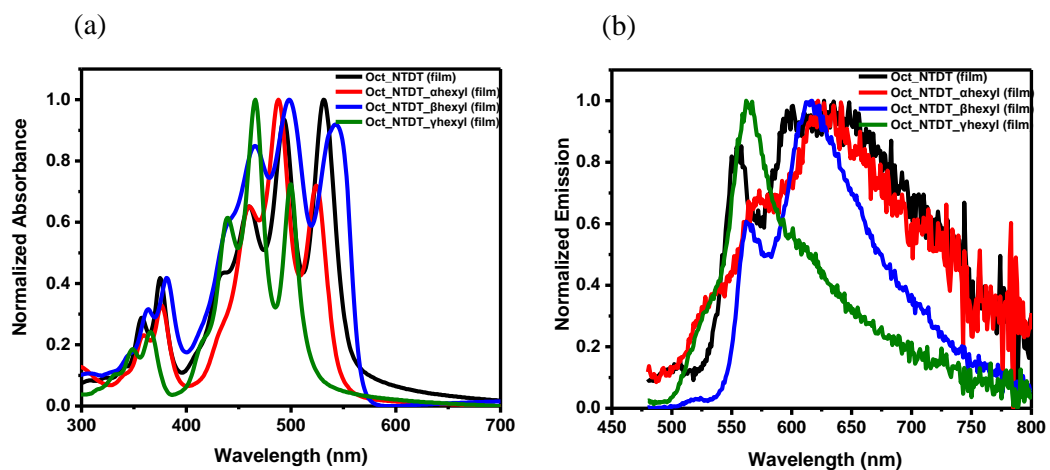 (a)
(b)
Oct_NTDT (film)
Oct_NTDT_αhexyl (film)
Oct_NTDT_βhexyl (film)
Oct_NTDT_γhexyl (film)
1.0
0.8
0.6
0.4
0.2
0.0
Normalized Absorbance
300 400 500 600 700
Wavelength (nm)
Oct_NTDT (film)
Oct_NTDT_αhexyl (film)
Oct_NTDT_βhexyl (film)
Oct_NTDT_γhexyl (film)
1.0
0.8
0.6
0.4
0.2
0.0
Normalized Emission
450 500 550 600 650 700 750 800
Wavelength (nm)